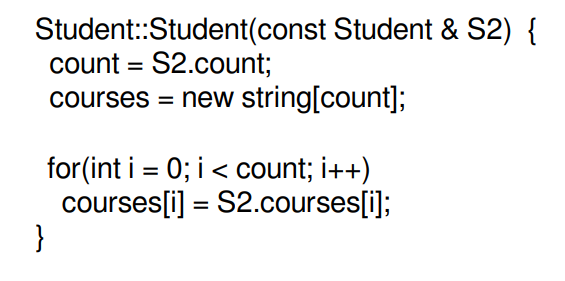 Student::Student(const Student & S2) {
count = S2.count;
courses = new string[count];
for(int i = 0; i < count; i++)
courses[i] = S2.courses[i];
}